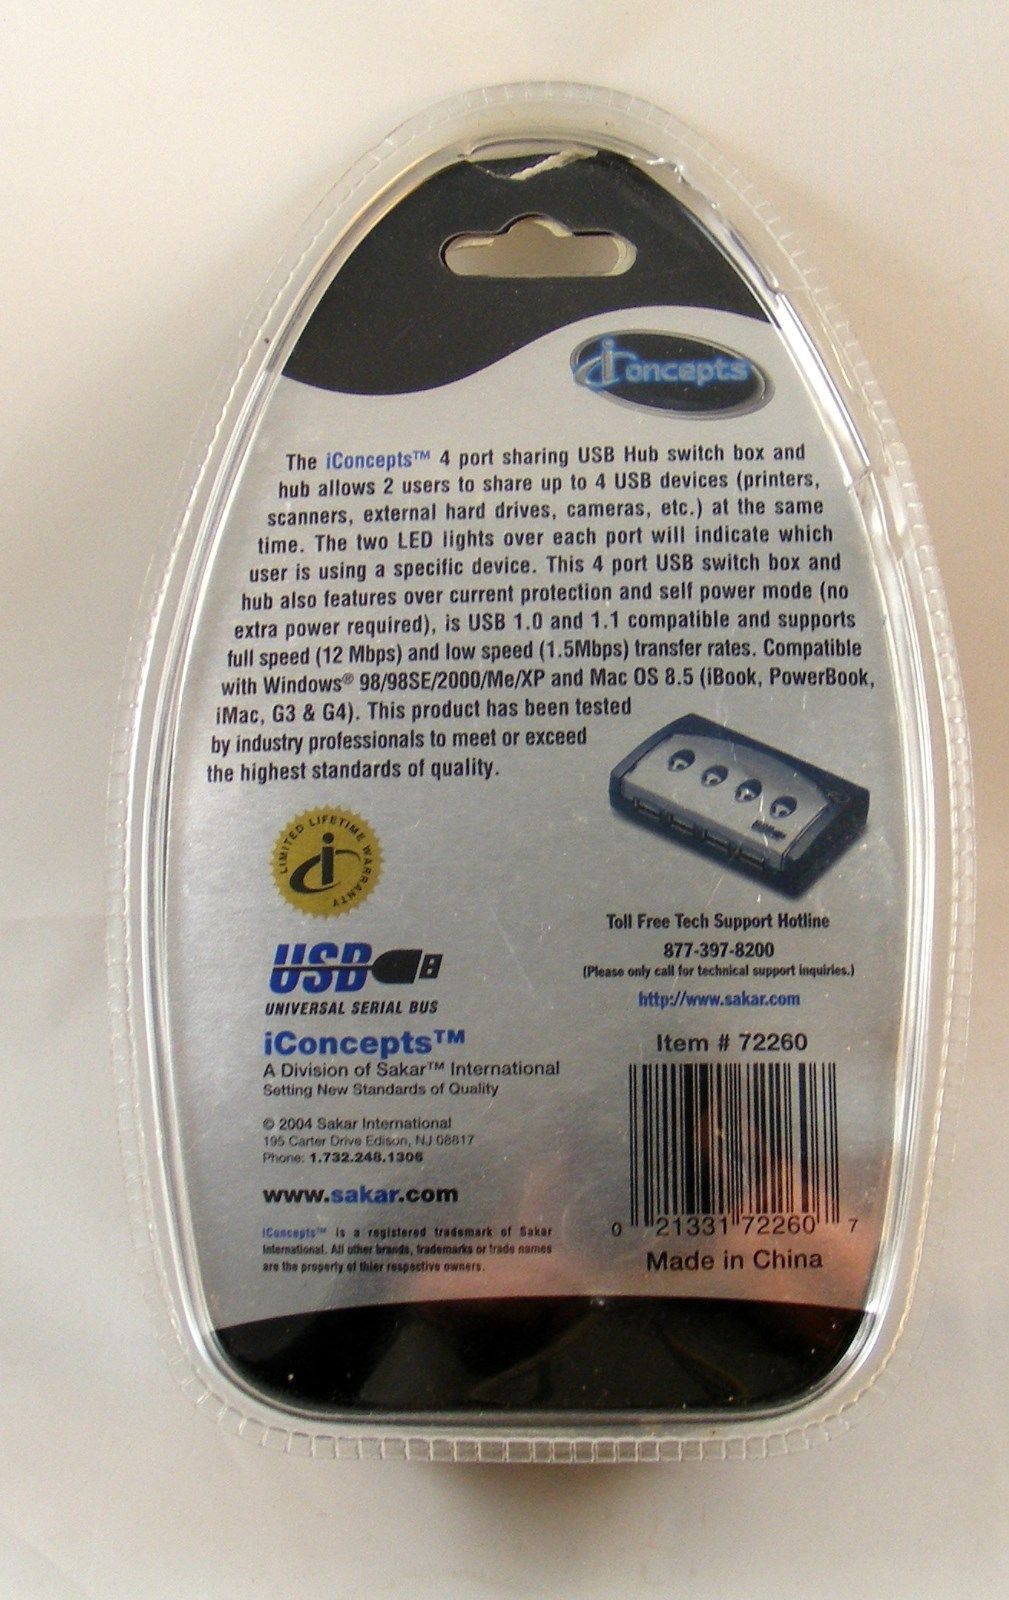 iConcepts
The iConcepts™ 4 port sharing USB Hub switch box and
hub allows 2 users to share up to 4 USB devices (printers,
scanners, external hard drives, cameras, etc.) at the same
time. The two LED lights over each port will indicate which
user is using a specific device. This 4 port USB switch box and
hub also features over current protection and self power mode (no
extra power required), is USB 1.0 and 1.1 compatible and supports
full speed (12 Mbps) and low speed (1.5Mbps) transfer rates. Compatible
with Windows® 98/98SE/2000/Me/XP and Mac OS 8.5 (iBook, PowerBook,
iMac, G3 & G4). This product has been tested
by industry professionals to meet or exceed
the highest standards of quality.
LIMITED LIFETIME WARRANTY
USB
UNIVERSAL SERIAL BUS
iConcepts™
A Division of Sakar™ International
Setting New Standards of Quality
© 2004 Sakar International
195 Carter Drive Edison, NJ 08817
Phone: 1.732.248.1306
www.sakar.com
iConcepts™ is a registered trademark of Sakar
International. All other brands, trademarks or trade names
are the property of thier respective owners.
Toll Free Tech Support Hotline
877-397-8200
(Please only call for technical support inquiries.)
http://www.sakar.com
Item # 72260
0 21331 72260 7
Made in China